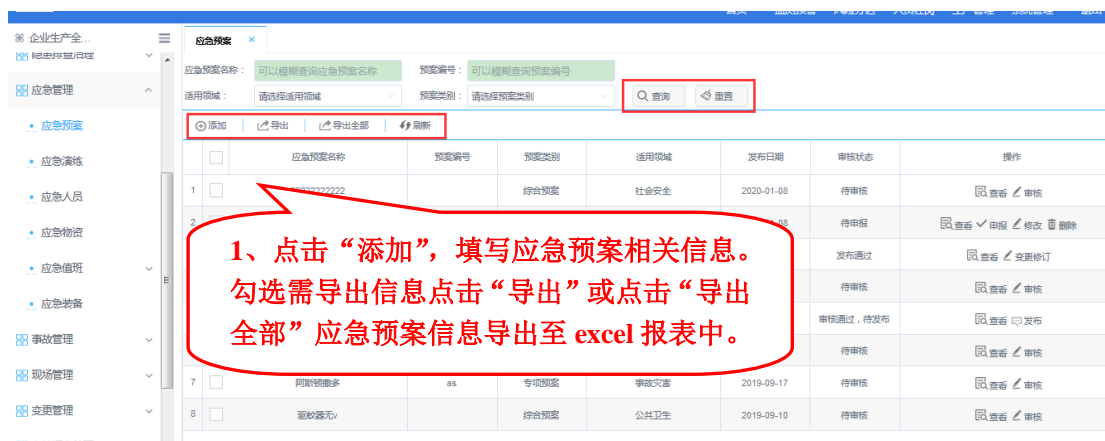 企业生产全...
应急预案 ×
隐患排查治理
应急预案名称： 可以模糊查询应急预案名称 预案编号： 可以模糊查询预案编号
应急管理
适用领域： 请选择适用领域 预案类别： 请选择预案类别 查询 重置
应急预案
添加 导出 导出全部 刷新
应急预案名称 预案编号 预案类别 适用领域 发布日期 审核状态 操作
应急演练
1 综合预案 社会安全 2020-01-08 待审核 查看 审核
应急人员
2 待申报 查看 申报 修改 删除
应急物资
发布通过 查看 变更修订
应急值班
待审核 查看 审核
应急装备
审核通过，待发布 查看 发布
事故管理
待审核 查看 审核
现场管理
7 阿斯顿撒多 as 专项预案 事故灾害 2019-09-17 待审核 查看 审核
变更管理
8 驱蚊器无v 综合预案 公共卫生 2019-09-10 待审核 查看 审核
1、点击“添加”，填写应急预案相关信息。
勾选需导出信息点击“导出”或点击“导出
全部”应急预案信息导出至 excel 报表中。